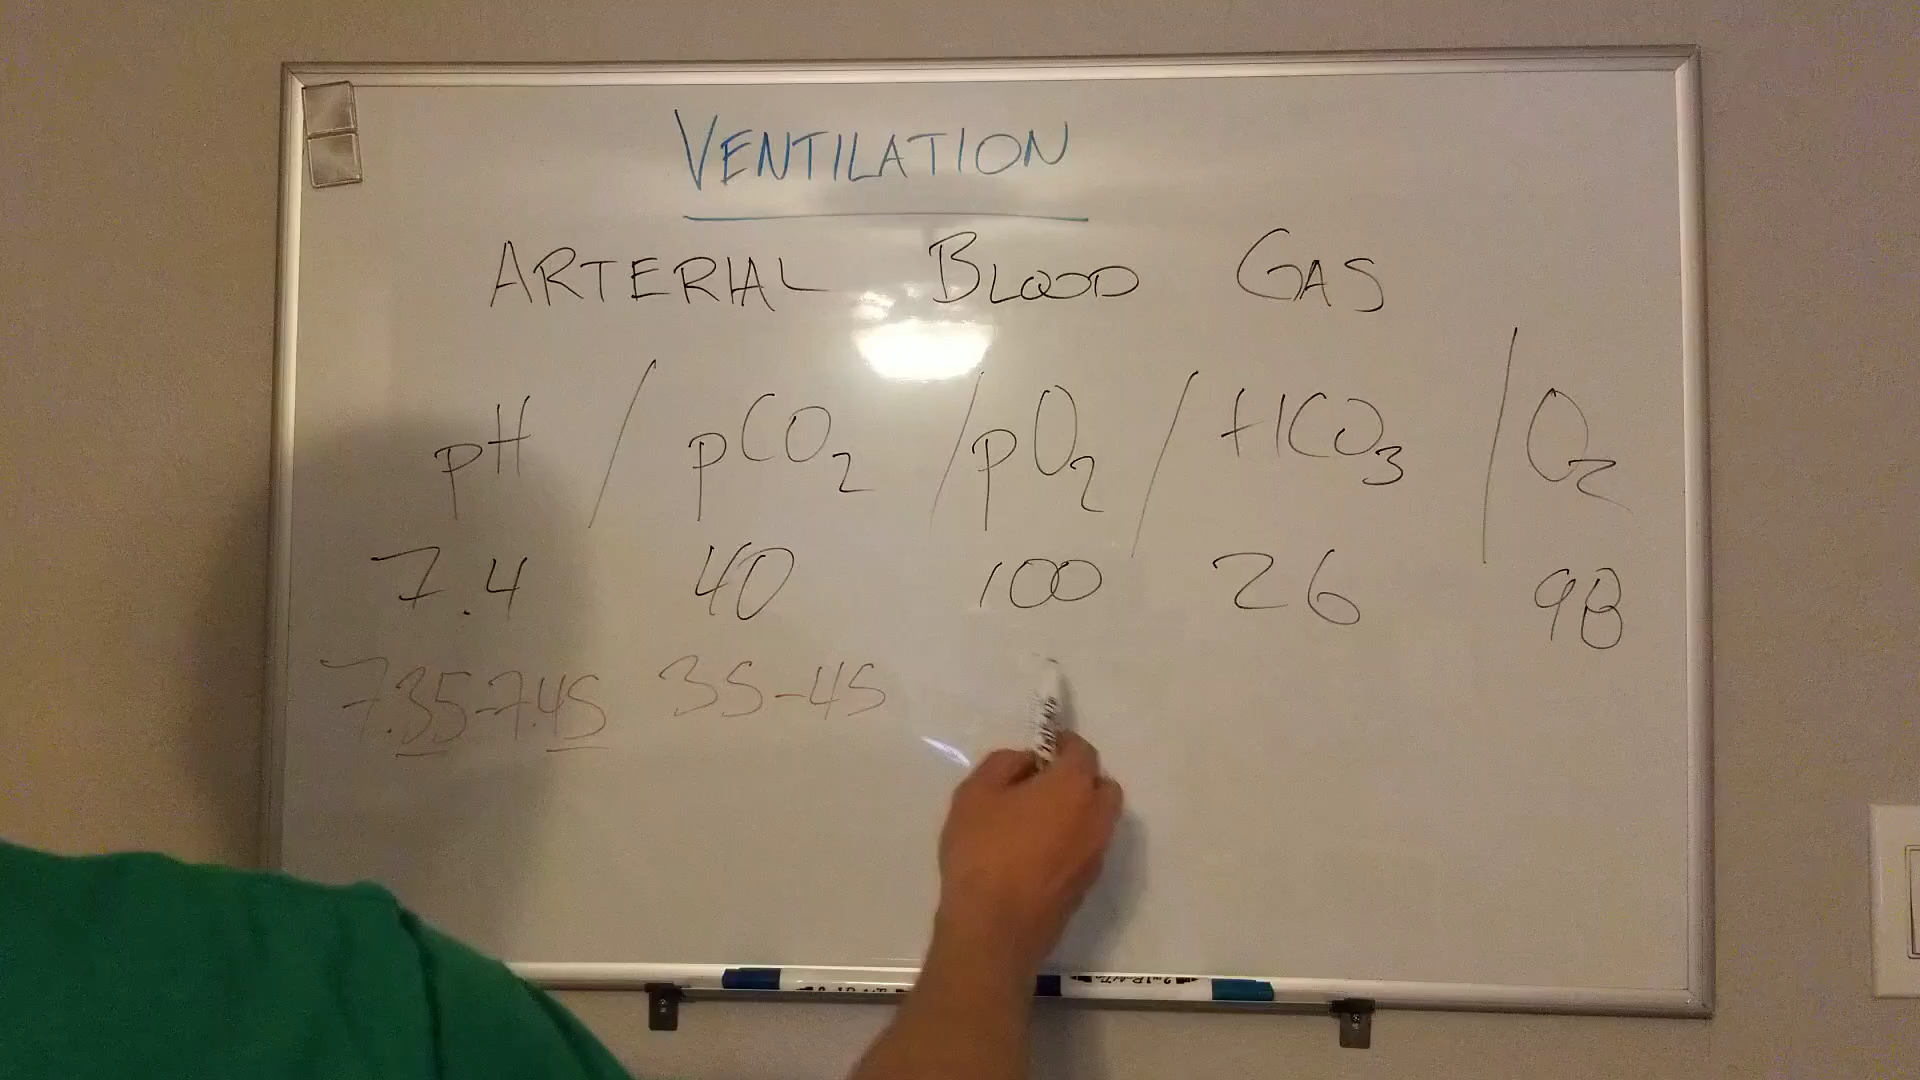 VENTILATION
ARTERIAL BLOOD GAS
pH / pCO2 / pO2 / HCO3 / O2
7.4 40 100 26 98
7.35-7.45 35-45